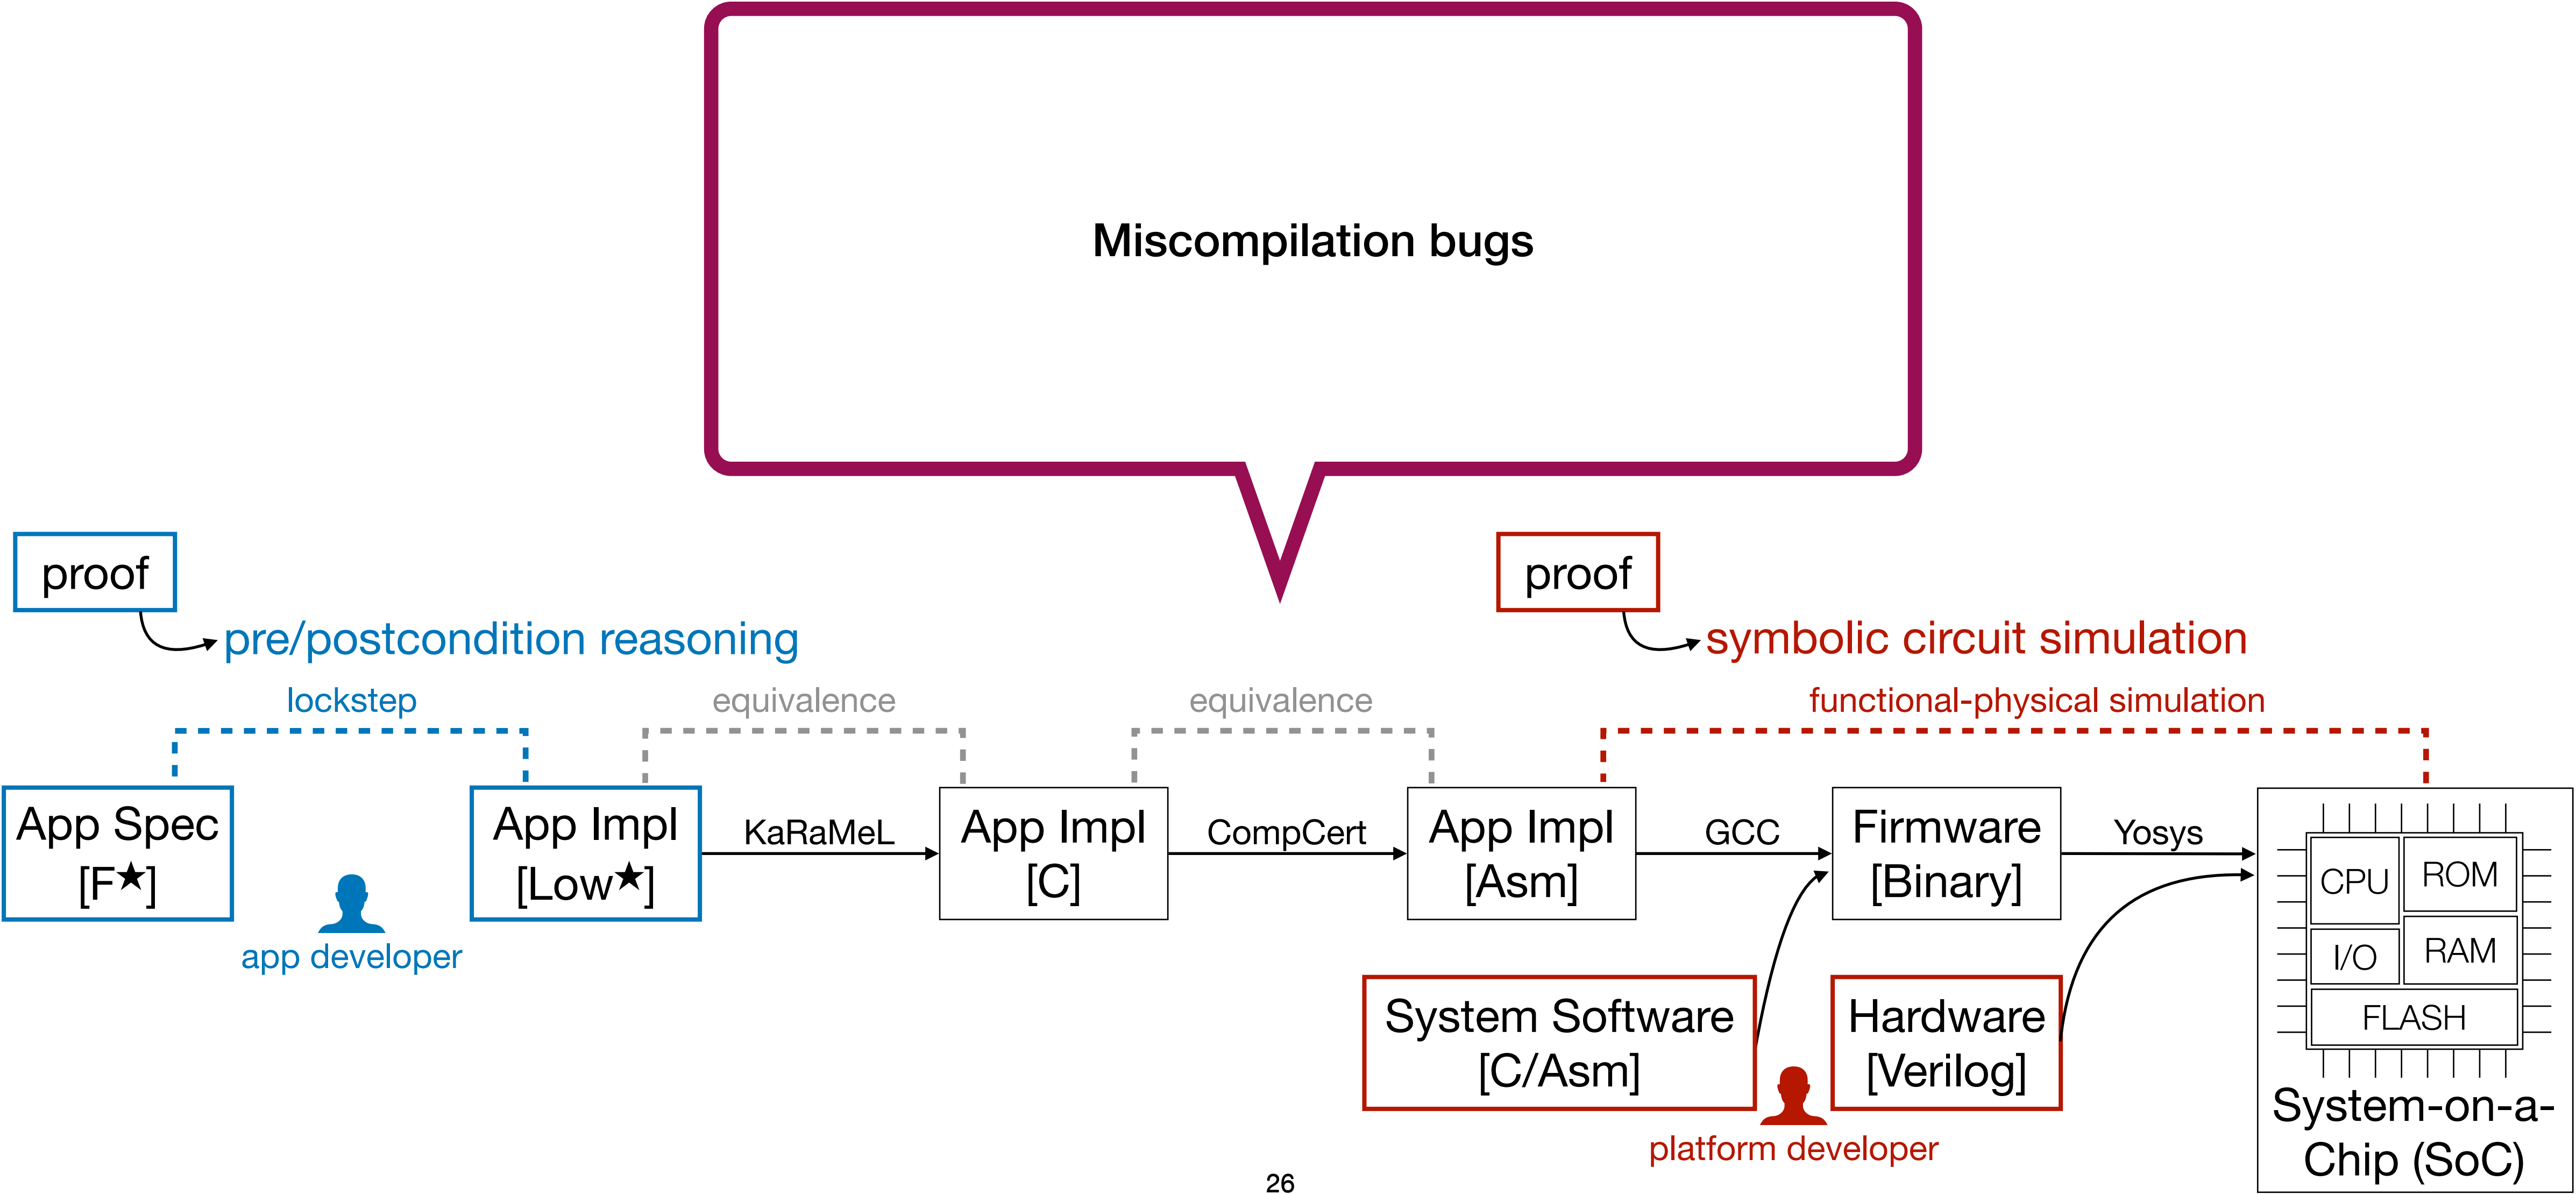 Miscompilation bugs
proof
pre/postcondition reasoning
proof
symbolic circuit simulation
lockstep
equivalence
equivalence
functional-physical simulation
App Spec
[F★]
app developer
App Impl
[Low★]
KaRaMeL
App Impl
[C]
CompCert
App Impl
[Asm]
GCC
Firmware
[Binary]
Yosys
System Software
[C/Asm]
platform developer
Hardware
[Verilog]
CPU
ROM
I/O
RAM
FLASH
System-on-a-
Chip (SoC)
26